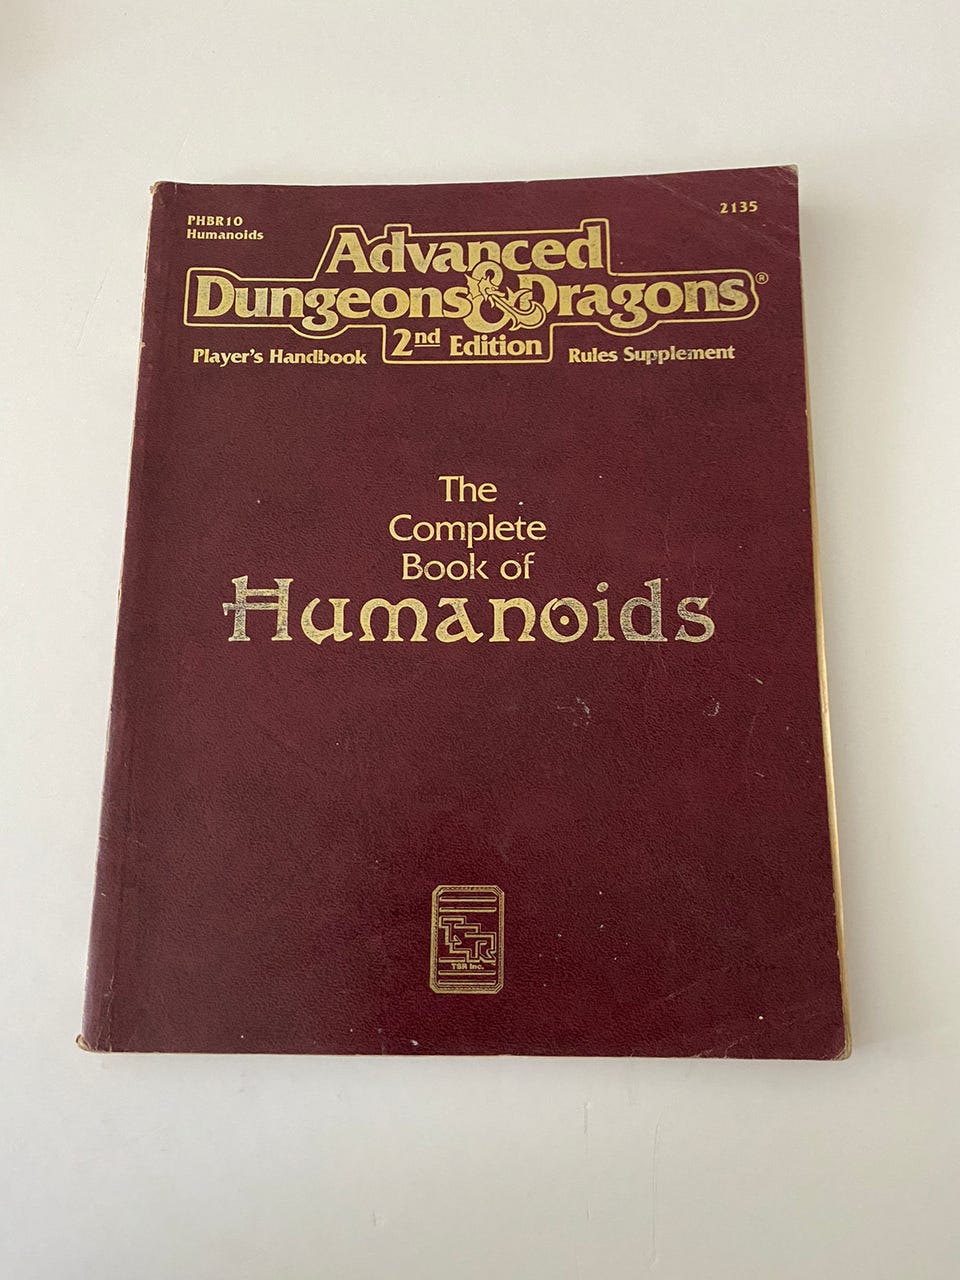 PHBR10
Humanoids
2135
Advanced
Dungeons & Dragons®
2nd Edition
Player's Handbook
Rules Supplement
The
Complete
Book of
Humanoids
TSR
TSR Inc.™